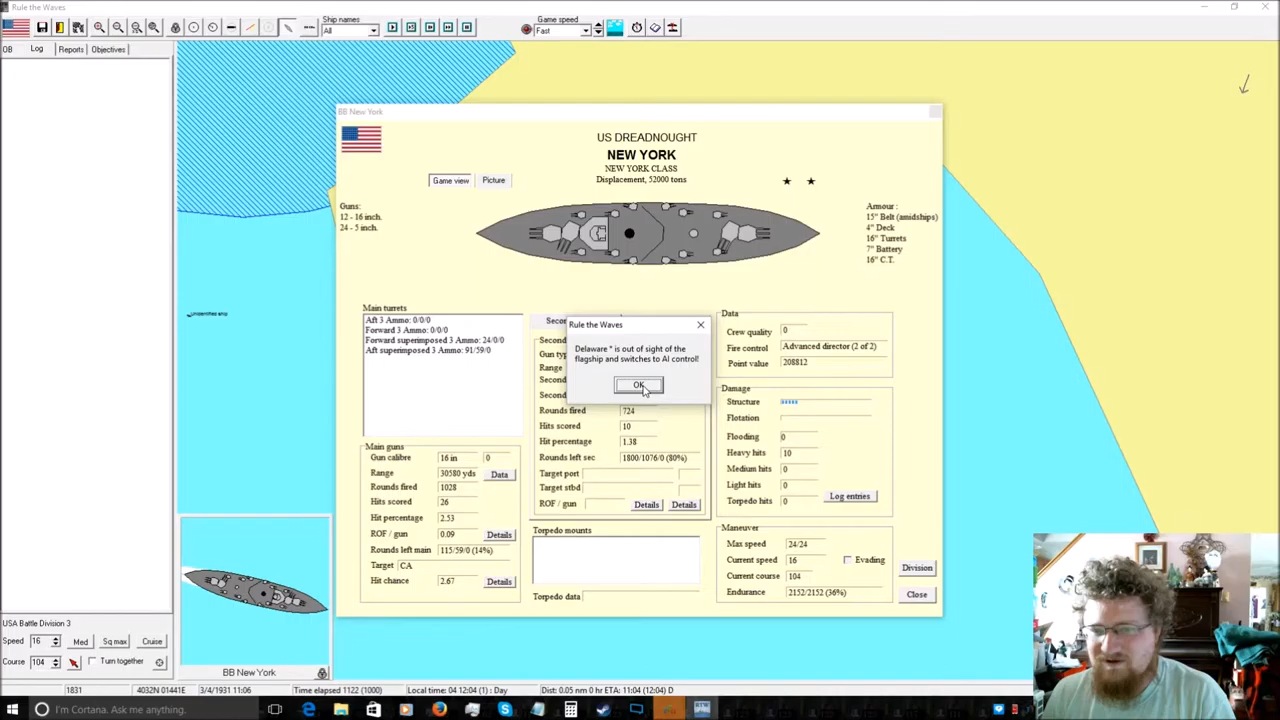 Rule the Waves
Ship names
All
Game speed
Fast
OB
Log
Reports
Objectives
BB New York
US DREADNOUGHT
NEW YORK
NEW YORK CLASS
Displacement, 52000 tons
Game view
Picture
Guns:
12 - 16 inch.
24 - 5 inch.
Armour :
15" Belt (amidships)
4" Deck
16" Turrets
7" Battery
16" C.T.
Main turrets
Aft 3 Ammo: 0/0/0
Forward 3 Ammo: 0/0/0
Forward superimposed 3 Ammo: 24/0/0
Aft superimposed 3 Ammo: 91/59/0
Main guns
Gun calibre 16 in 0
Range 30580 yds Data
Rounds fired 1028
Hits scored 26
Hit percentage 2.53
ROF / gun 0.09 Details
Rounds left main 115/59/0 (14%)
Target CA
Hit chance 2.67 Details
Rule the Waves
Delaware * is out of sight of the
flagship and switches to AI control!
OK
Rounds fired 724
Hits scored 10
Hit percentage 1.38
Rounds left sec 1800/1076/0 (80%)
Target port
Target stbd
ROF / gun Details Details
Torpedo mounts
Torpedo data
Data
Crew quality 0
Fire control Advanced director (2 of 2)
Point value 208812
Damage
Structure
Flotation
Flooding 0
Heavy hits 10
Medium hits 0
Light hits 0
Torpedo hits 0
Log entries
Maneuver
Max speed 24/24
Current speed 16 Evading
Current course 104
Endurance 2152/2152 (36%)
Division
Close
USA Battle Division 3
Speed 16 Med Sq max Cruise
Course 104 Turn together
BB New York
1831 4032N 01441E 3/4/1931 11:06 Time elapsed 1122 (1000) Local time: 04 12:04 (1) : Day Dist: 0.05 nm 0 hr ETA: 11:04 (12:04) D
I'm Cortana. Ask me anything.